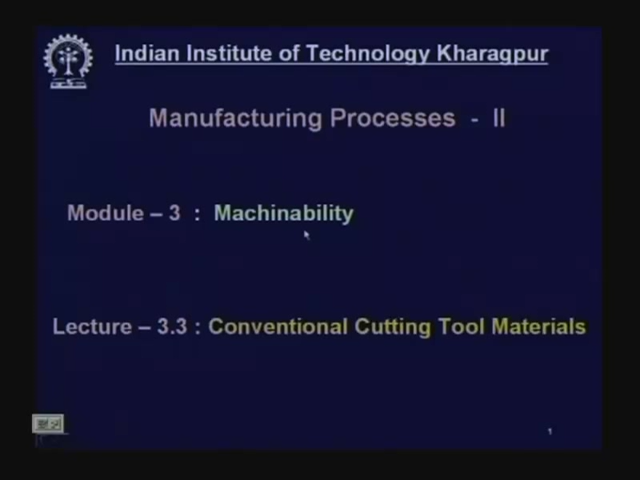 Indian Institute of Technology Kharagpur
Manufacturing Processes - II
Module – 3 : Machinability
Lecture – 3.3 : Conventional Cutting Tool Materials
1